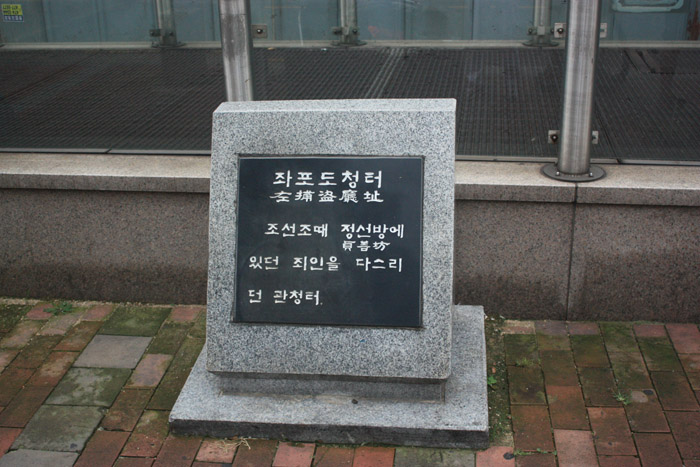 좌포도청터
左捕盜廳址
조선조때 정선방에
貞善坊
있던 죄인을 다스리
던 관청터.